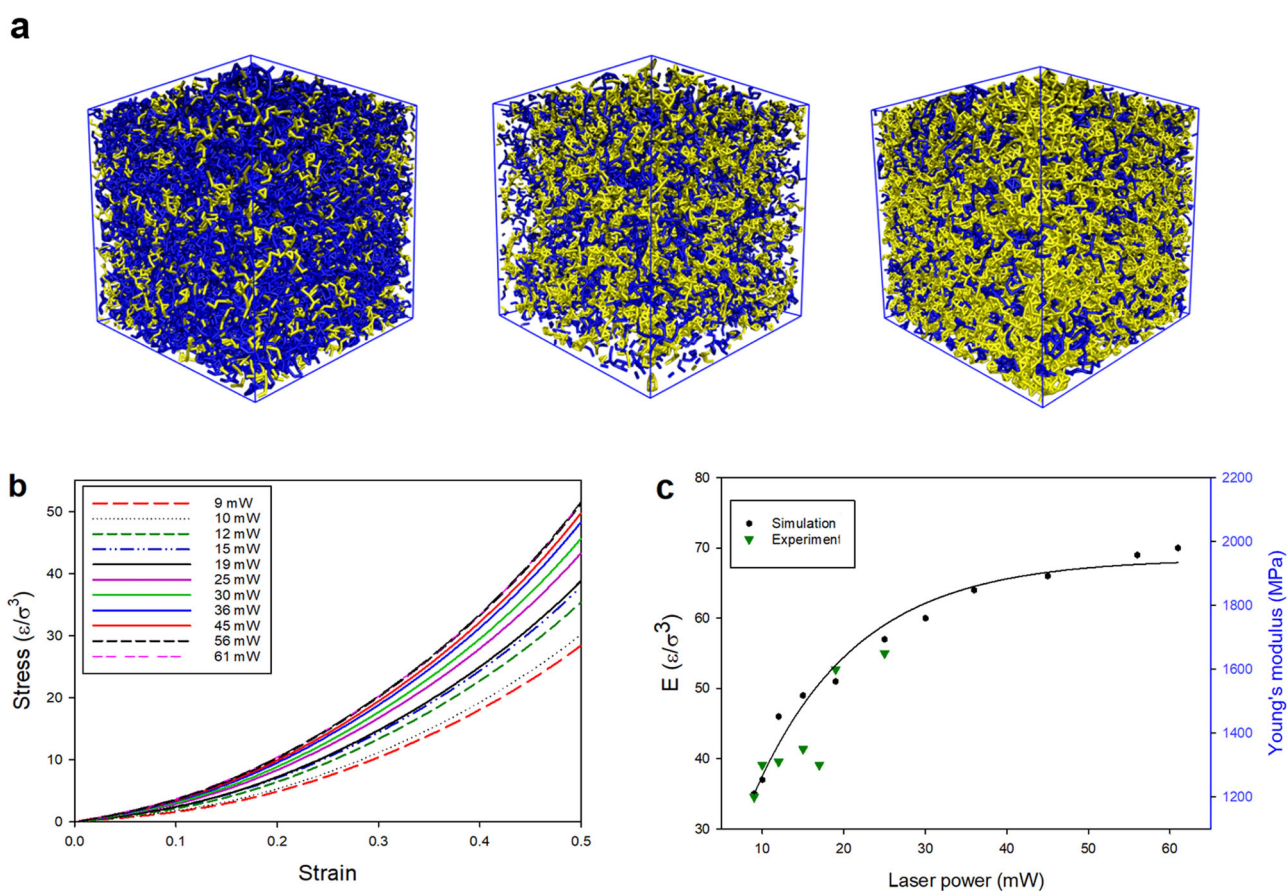 a
b
9 mW
10 mW
12 mW
15 mW
19 mW
25 mW
30 mW
36 mW
45 mW
56 mW
61 mW
Stress (ε/σ³)
50
40
30
20
10
0
0.0 0.1 0.2 0.3 0.4 0.5
Strain
c
Simulation
Experiment
E (ε/σ³)
80
70
60
50
40
30
10 20 30 40 50 60
Laser power (mW)
2200
2000
1800
1600
1400
1200
Young's modulus (MPa)